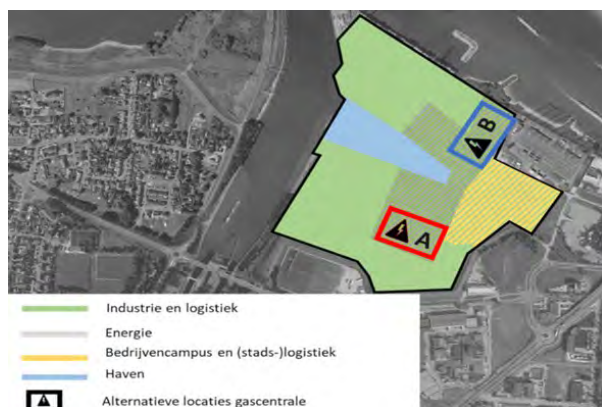 B
A
Industrie en logistiek
Energie
Bedrijvencampus en (stads-)logistiek
Haven
Alternatieve locaties gascentrale